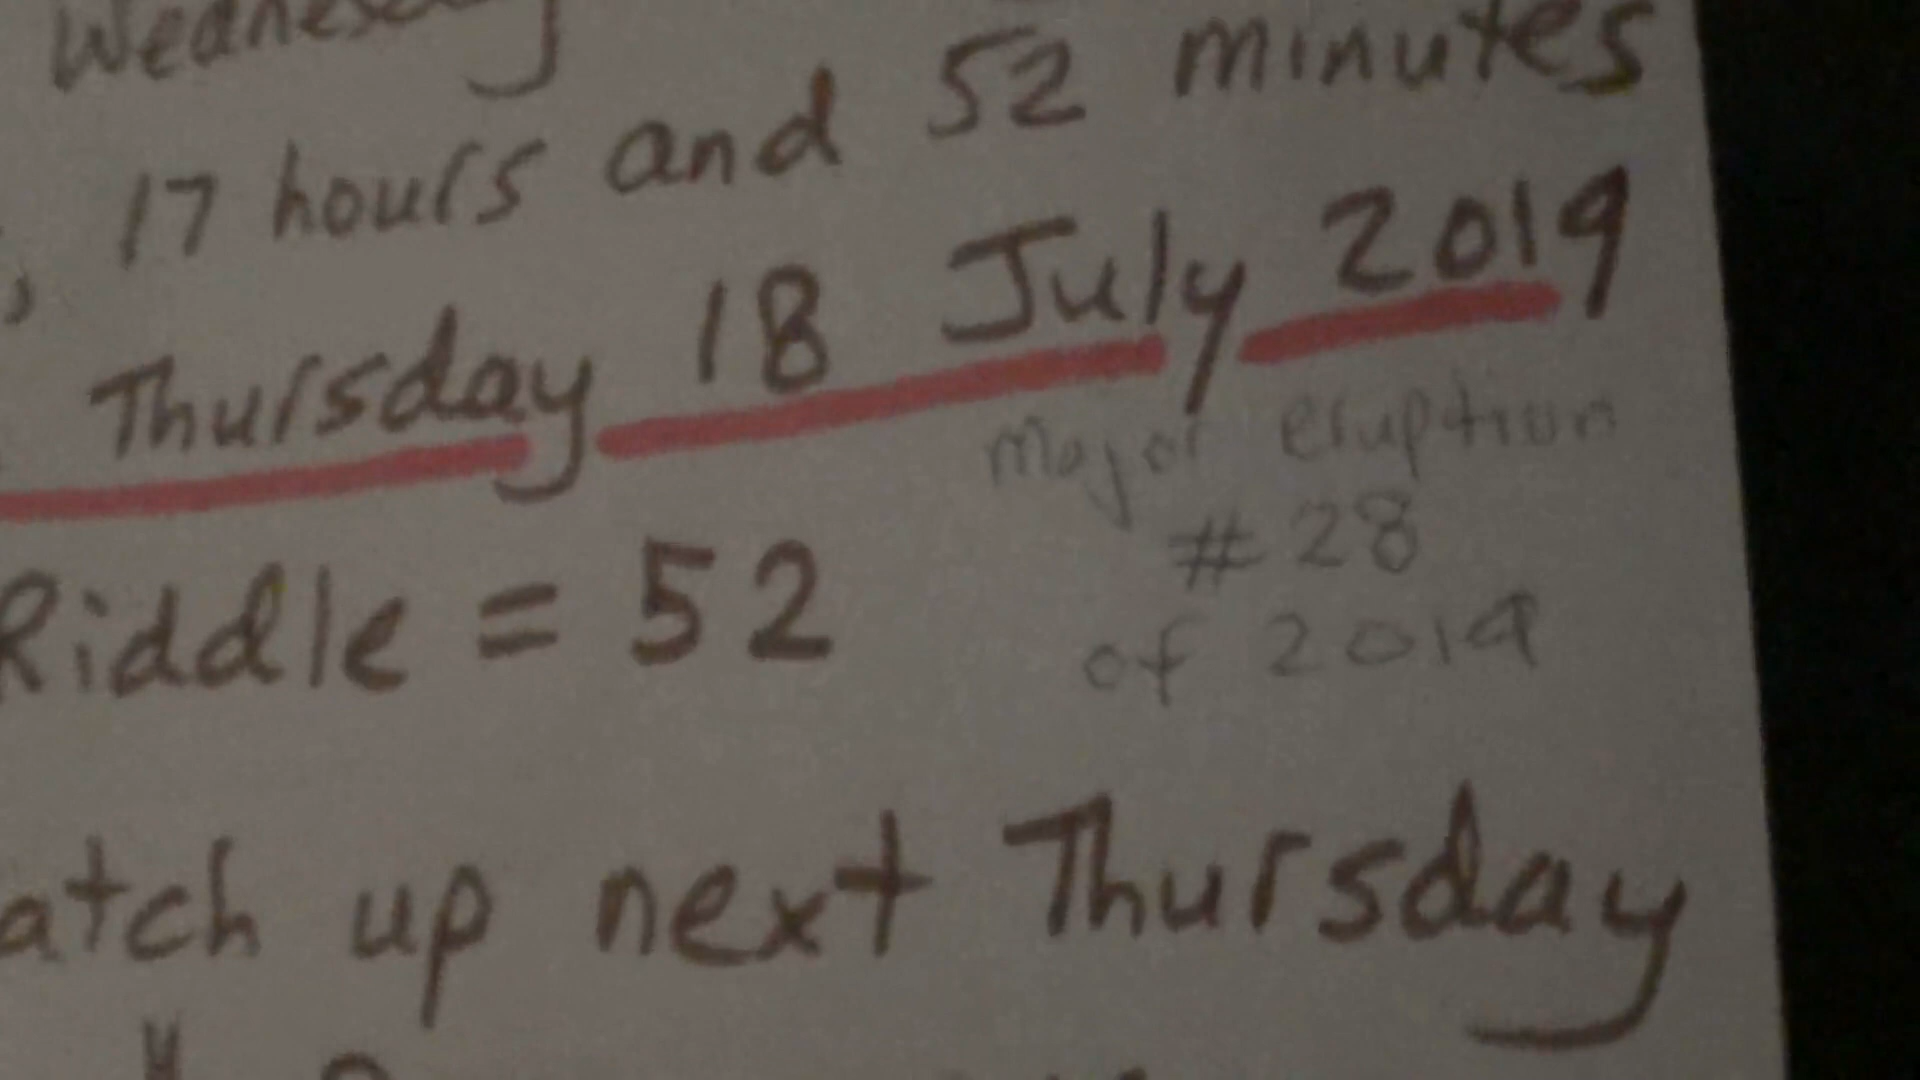 Wednesday
, 17 hours and 52 minutes
Thursday 18 July 2019
major eruption
# 28
of 2019
Riddle = 52
atch up next Thursday